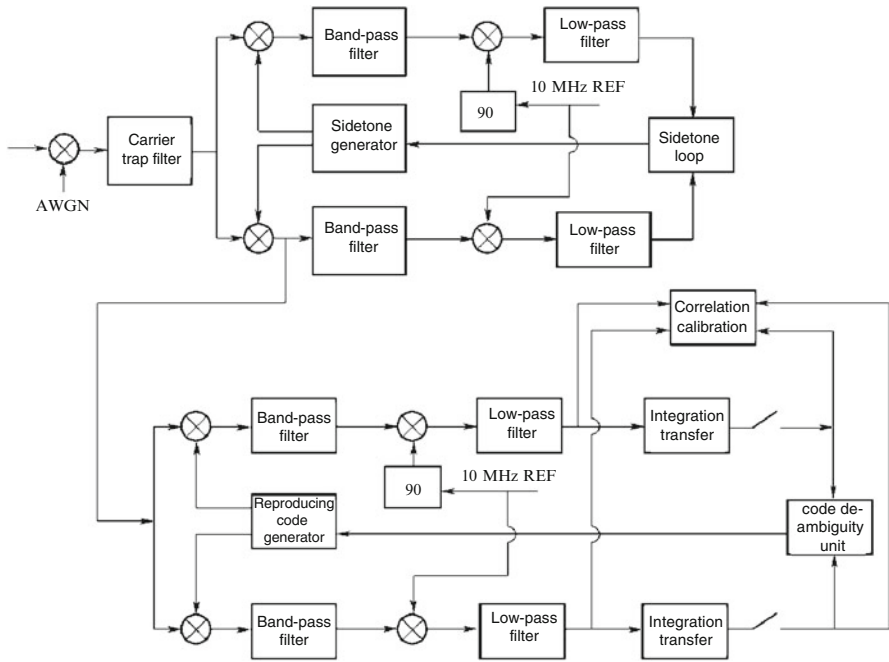 Band-pass
filter
Low-pass
filter
10 MHz REF
90
Carrier
trap filter
Sidetone
generator
Sidetone
loop
AWGN
Band-pass
filter
Low-pass
filter
Correlation
calibration
Band-pass
filter
Low-pass
filter
Integration
transfer
10 MHz REF
90
Reproducing
code
generator
code de-
ambiguity
unit
Band-pass
filter
Low-pass
filter
Integration
transfer